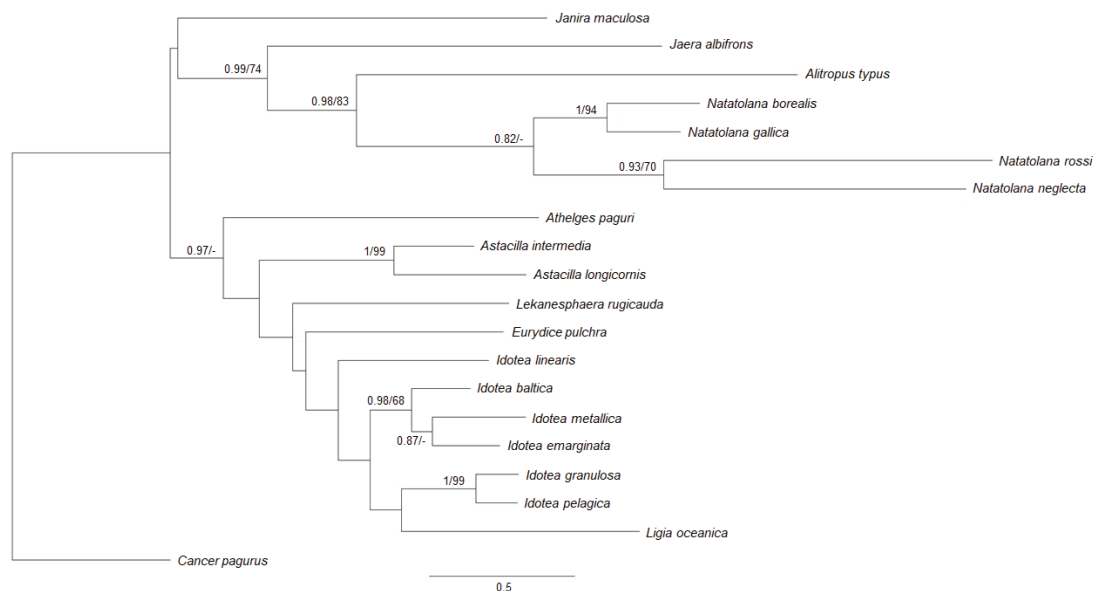 Janira maculosa
Jaera albifrons
0.99/74
Alitropus typus
0.98/83
Natatolana borealis
1/94
Natatolana gallica
0.82/-
Natatolana rossi
0.93/70
Natatolana neglecta
Athelges paguri
Astacilla intermedia
0.97/-
1/99
Astacilla longicornis
Lekanesphaera rugicauda
Eurydice pulchra
Idotea linearis
Idotea baltica
0.98/68
Idotea metallica
0.87/-
Idotea emarginata
Idotea granulosa
1/99
Idotea pelagica
Ligia oceanica
Cancer pagurus
0.5